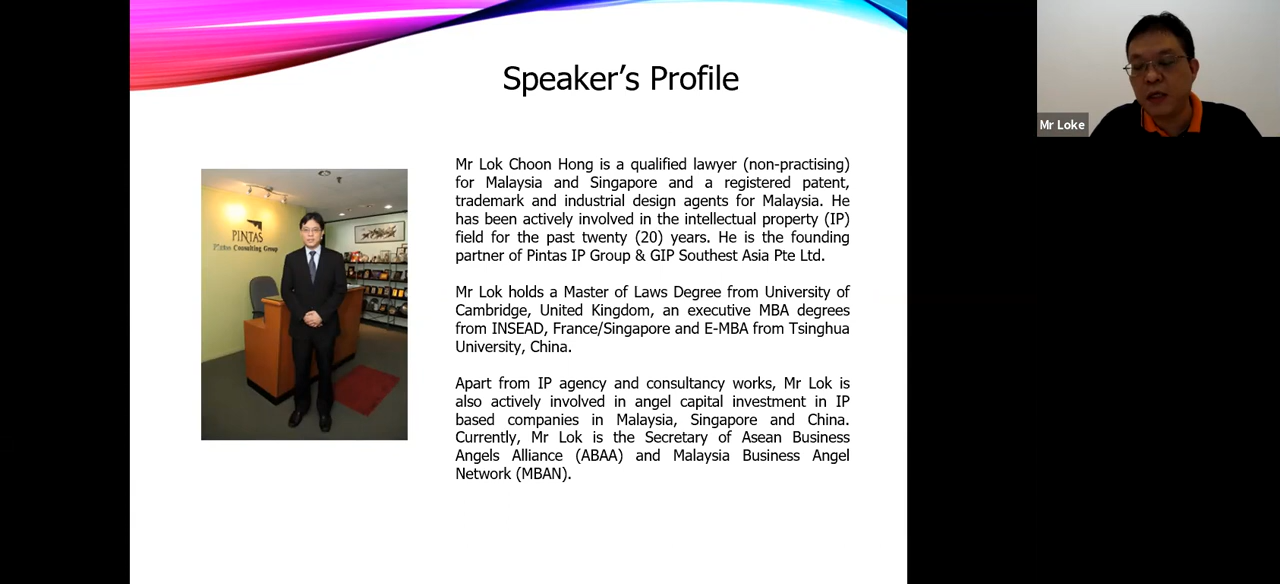 Speaker's Profile
Mr Loke
PINTAS
Pintas Consulting Group
Mr Lok Choon Hong is a qualified lawyer (non-practising)
for Malaysia and Singapore and a registered patent,
trademark and industrial design agents for Malaysia. He
has been actively involved in the intellectual property (IP)
field for the past twenty (20) years. He is the founding
partner of Pintas IP Group & GIP Southest Asia Pte Ltd.
Mr Lok holds a Master of Laws Degree from University of
Cambridge, United Kingdom, an executive MBA degrees
from INSEAD, France/Singapore and E-MBA from Tsinghua
University, China.
Apart from IP agency and consultancy works, Mr Lok is
also actively involved in angel capital investment in IP
based companies in Malaysia, Singapore and China.
Currently, Mr Lok is the Secretary of Asean Business
Angels Alliance (ABAA) and Malaysia Business Angel
Network (MBAN).